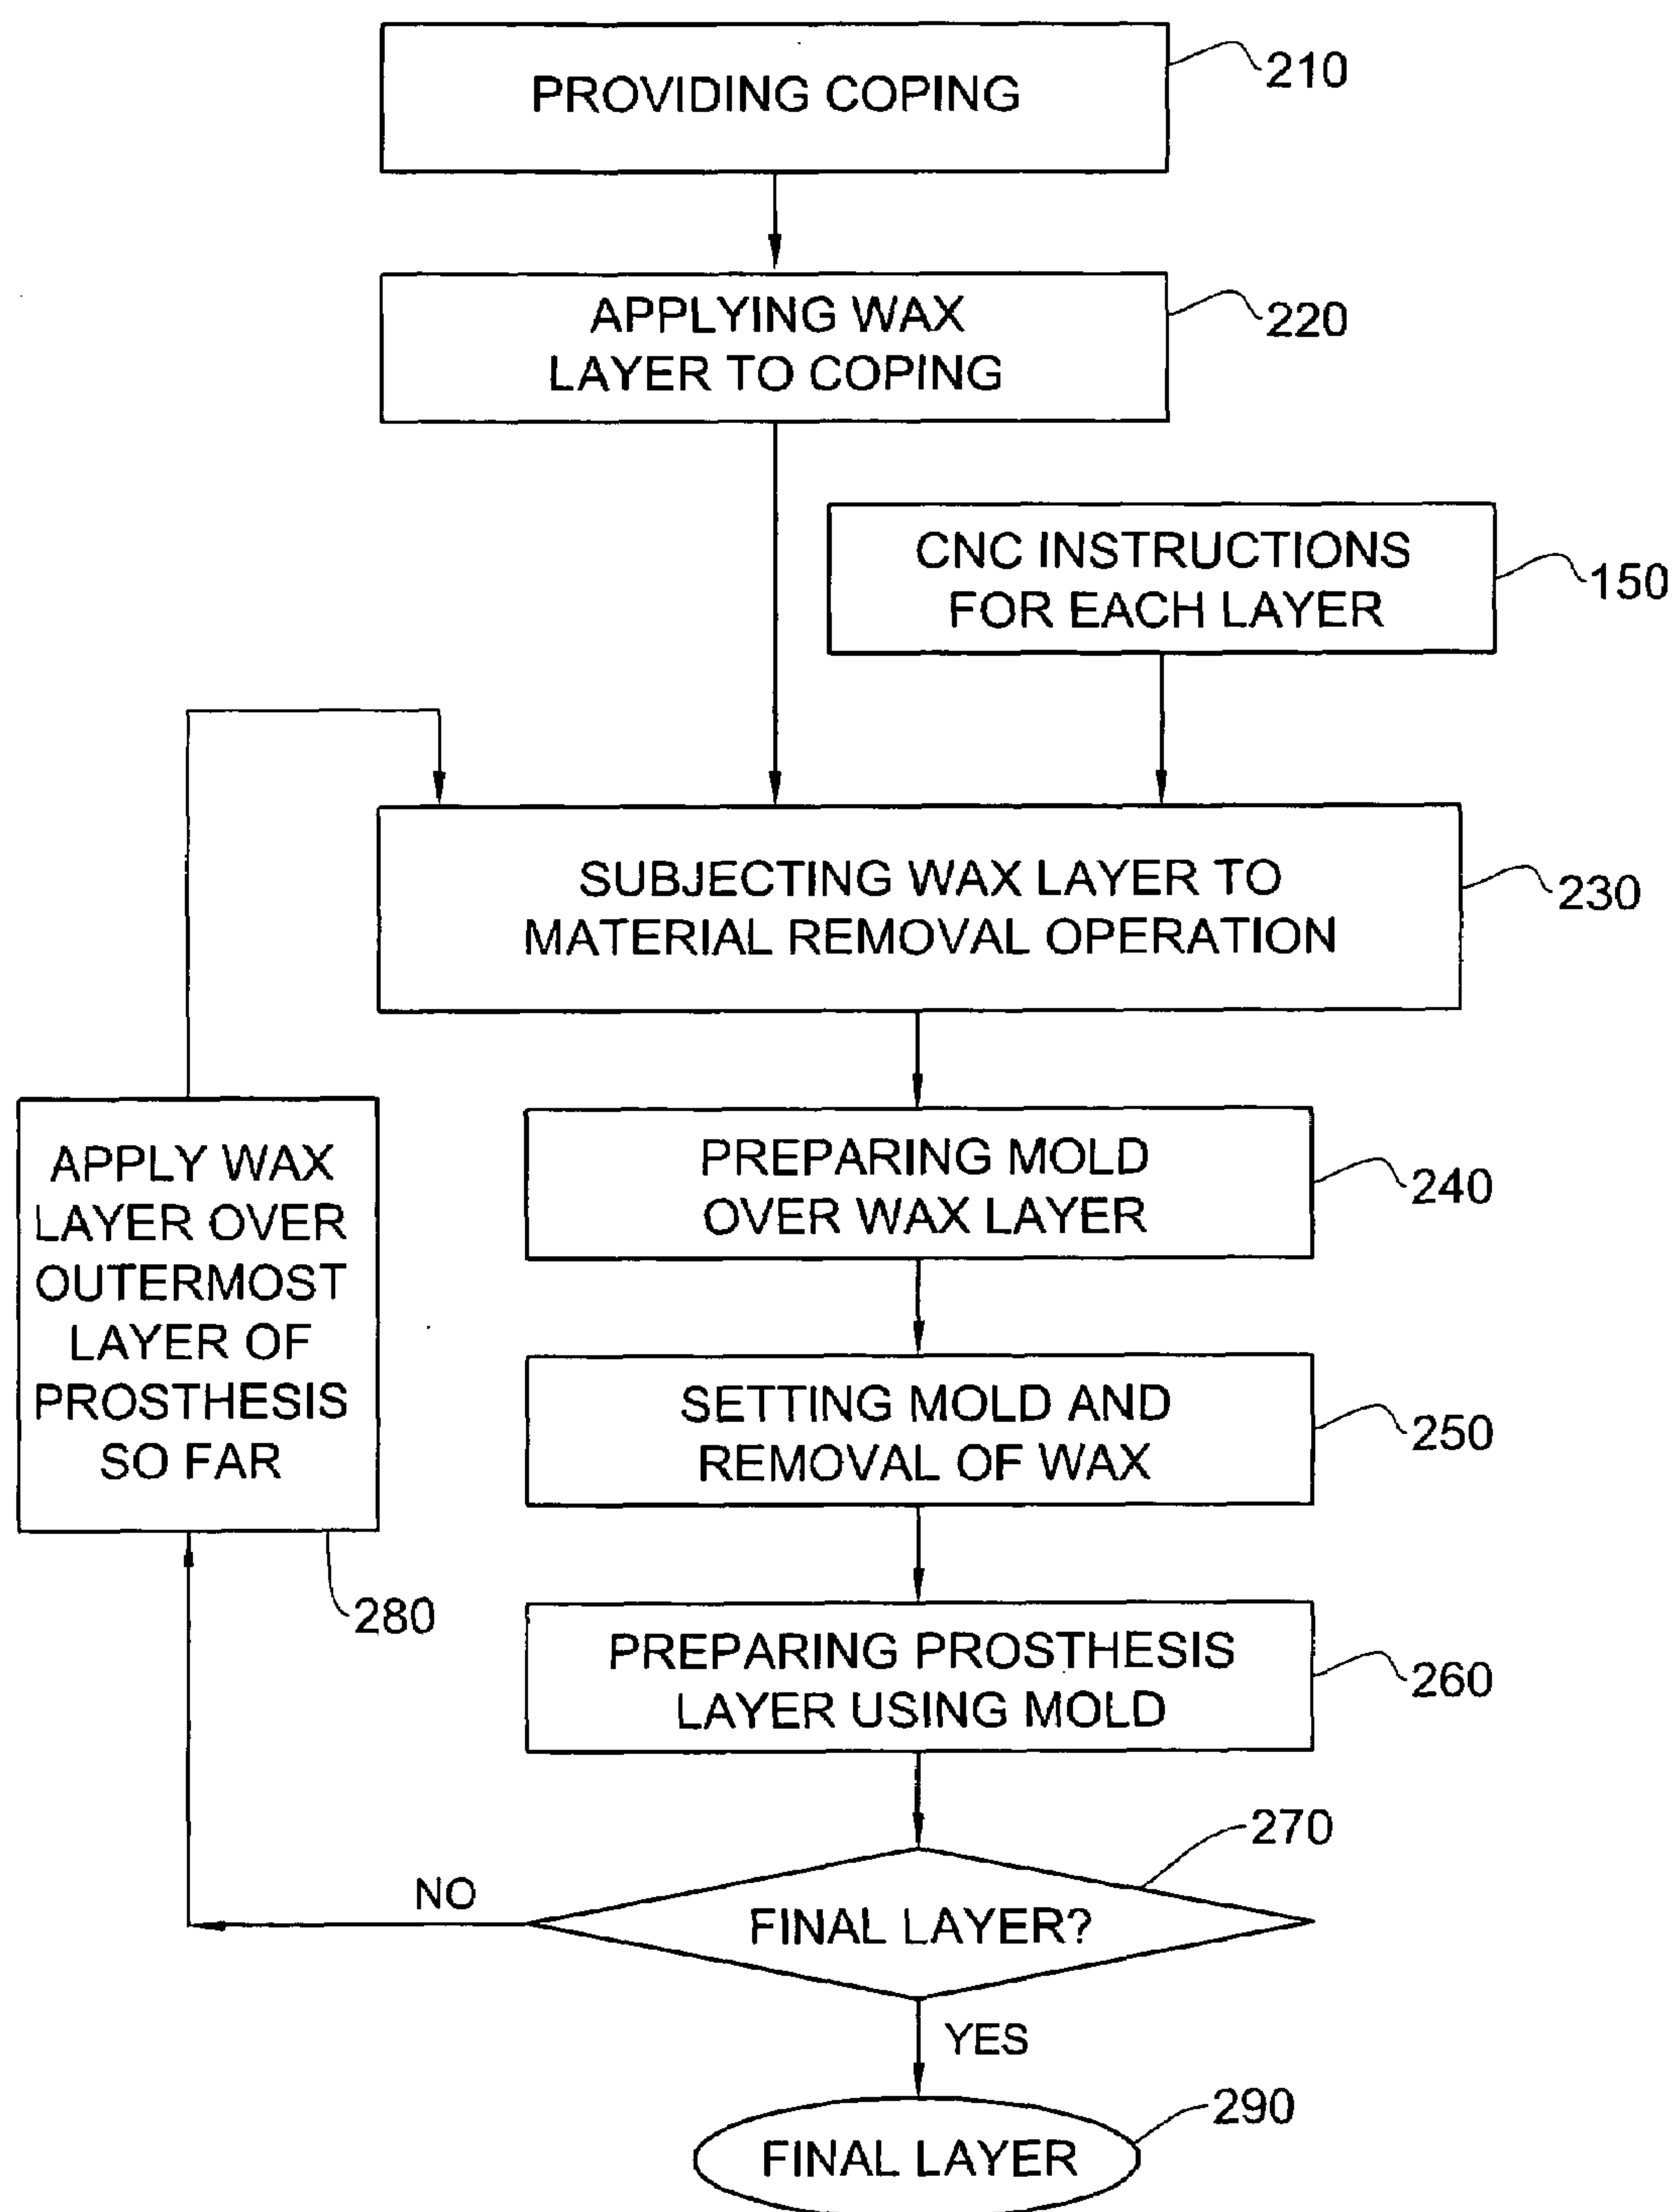 PROVIDING COPING
210
APPLYING WAX
LAYER TO COPING
220
CNC INSTRUCTIONS
FOR EACH LAYER
150
SUBJECTING WAX LAYER TO
MATERIAL REMOVAL OPERATION
230
PREPARING MOLD
OVER WAX LAYER
240
APPLY WAX
LAYER OVER
OUTERMOST
LAYER OF
PROSTHESIS
SO FAR
280
SETTING MOLD AND
REMOVAL OF WAX
250
PREPARING PROSTHESIS
LAYER USING MOLD
260
270
NO
FINAL LAYER?
YES
290
FINAL LAYER